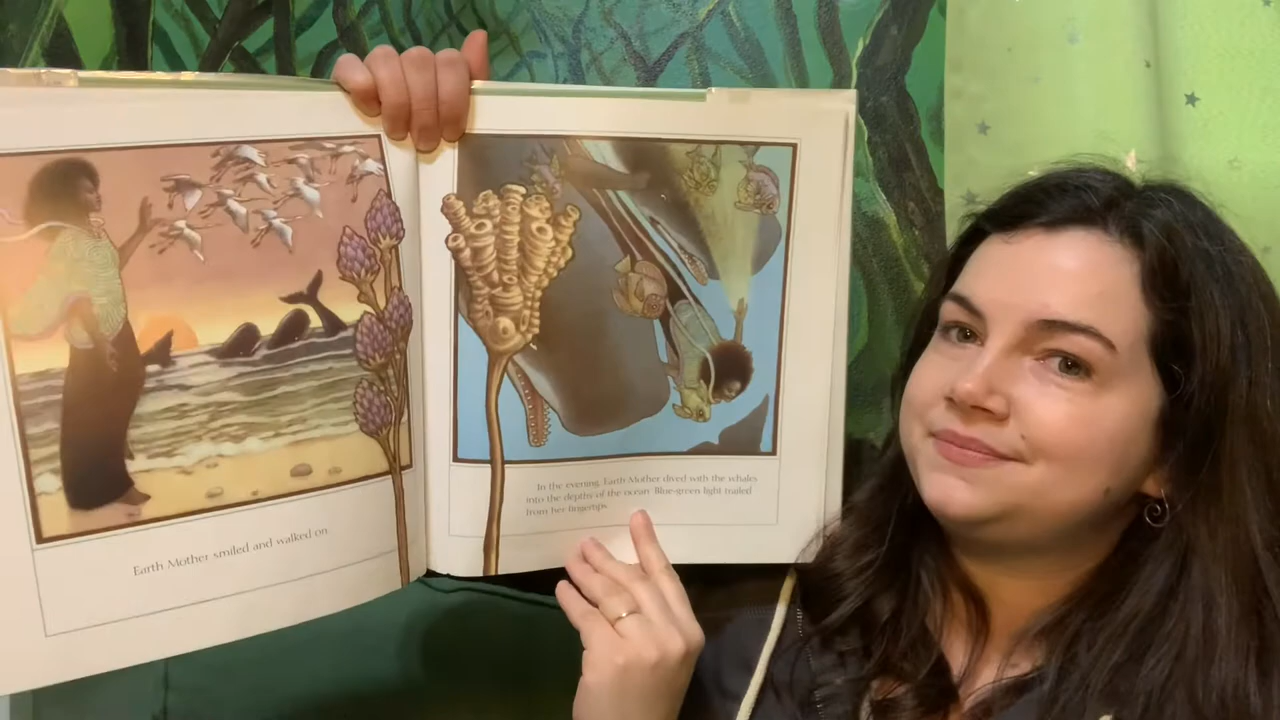 Earth Mother smiled and walked on.
In the evening, Earth Mother dived with the whales
into the depths of the ocean. Blue-green light trailed
from her fingertips.